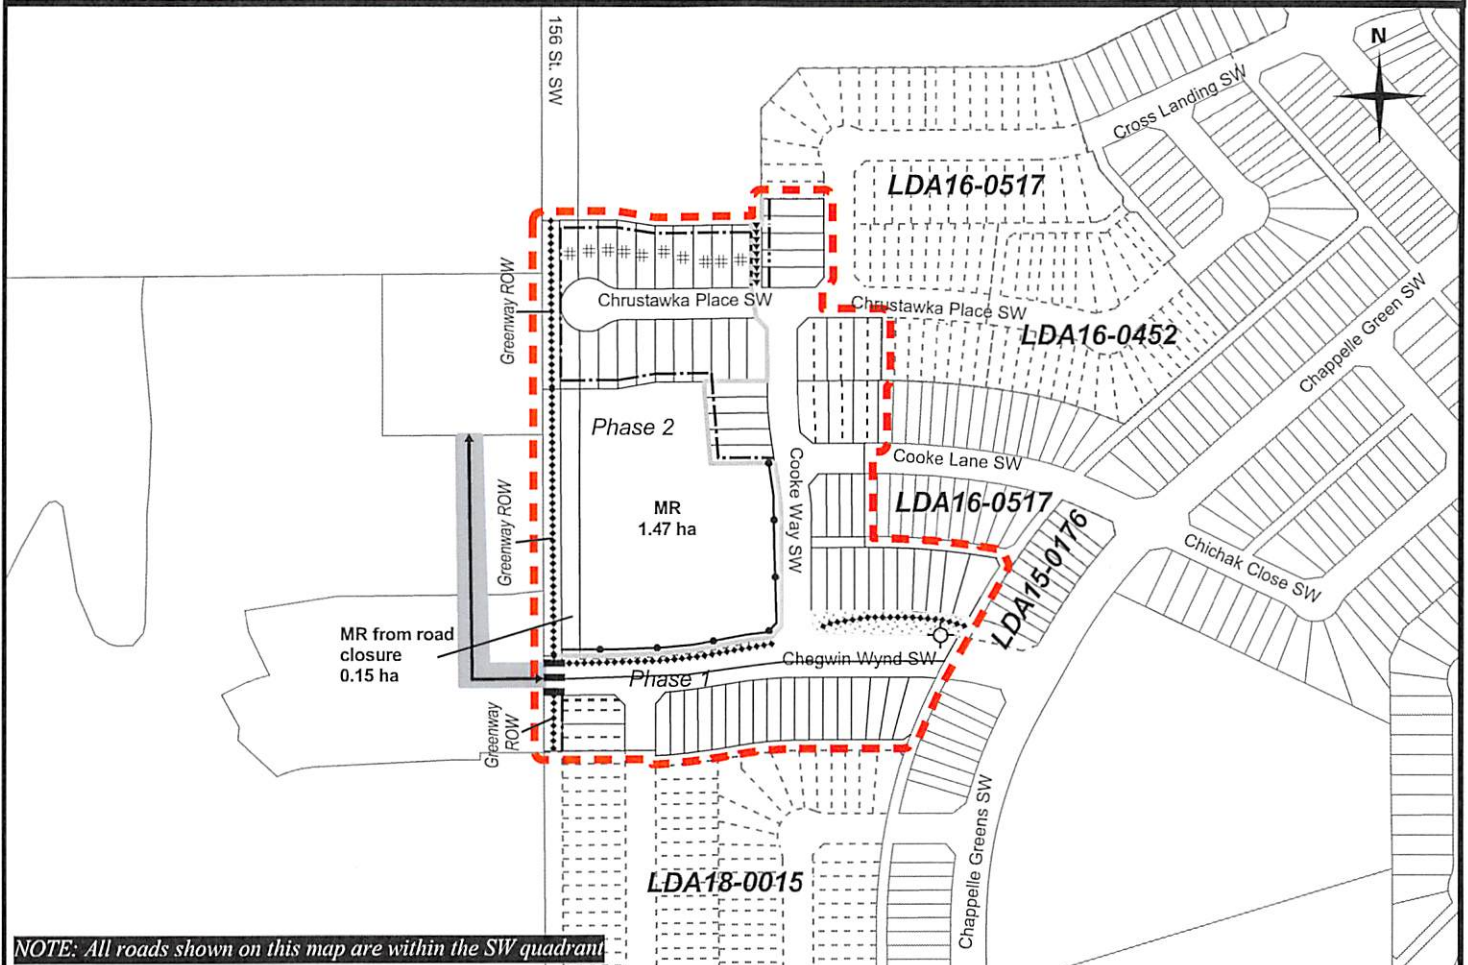 156 St. SW
N
Cross Landing SW
LDA16-0517
Greenway ROW
Chrustawka Place SW
Chrustawka Place SW
LDA16-0452
Chappelle Green SW
Phase 2
Cooke Lane SW
Cooke Way SW
Greenway ROW
MR
1.47 ha
LDA16-0517
LDA15-0176
Chichak Close SW
MR from road
closure
0.15 ha
Chegwin Wynd SW
Phase 1
Greenway
ROW
Chappelle Greens SW
LDA18-0015
NOTE: All roads shown on this map are within the SW quadrant